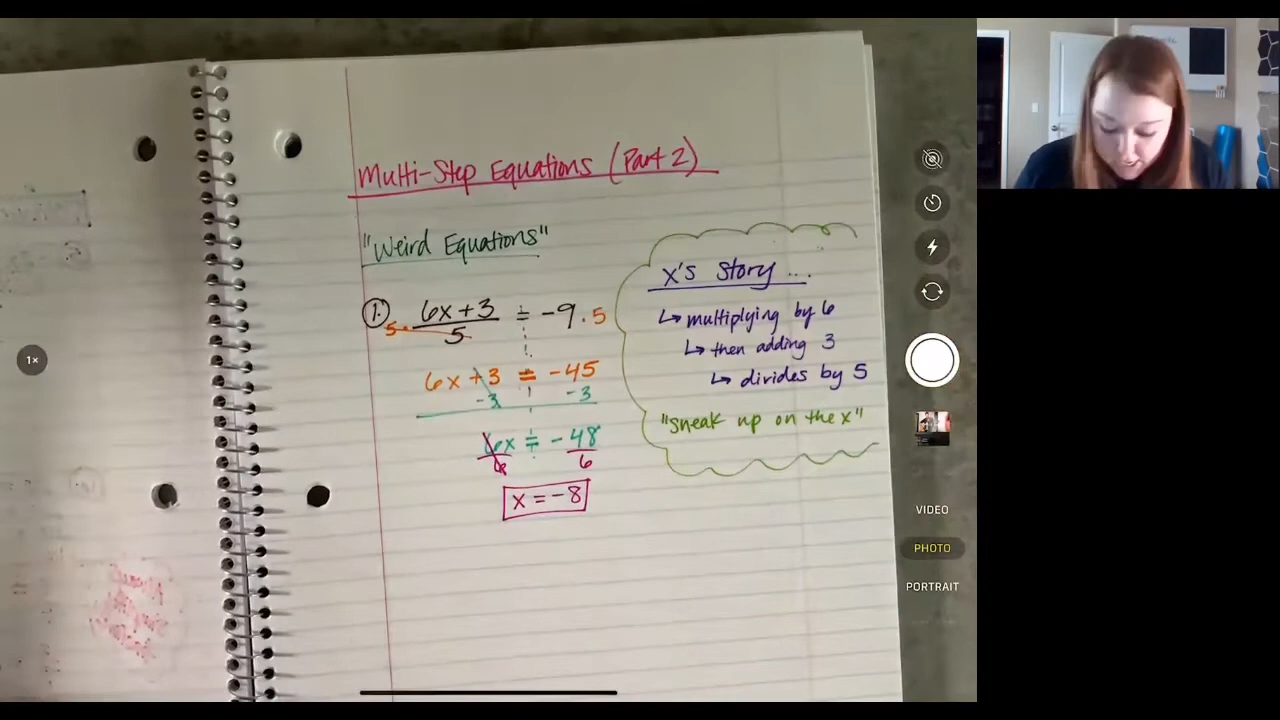 Multi-Step Equations (Part 2)
"Weird Equations"
1. 5· 6x+3 = -9 · 5
5
6x +3 = -45
-3 -3
6x = -48
6 6
x = -8
x's Story ...
↳ multiplying by 6
↳ then adding 3
↳ divides by 5
"sneak up on the x"
1×
VIDEO
PHOTO
PORTRAIT